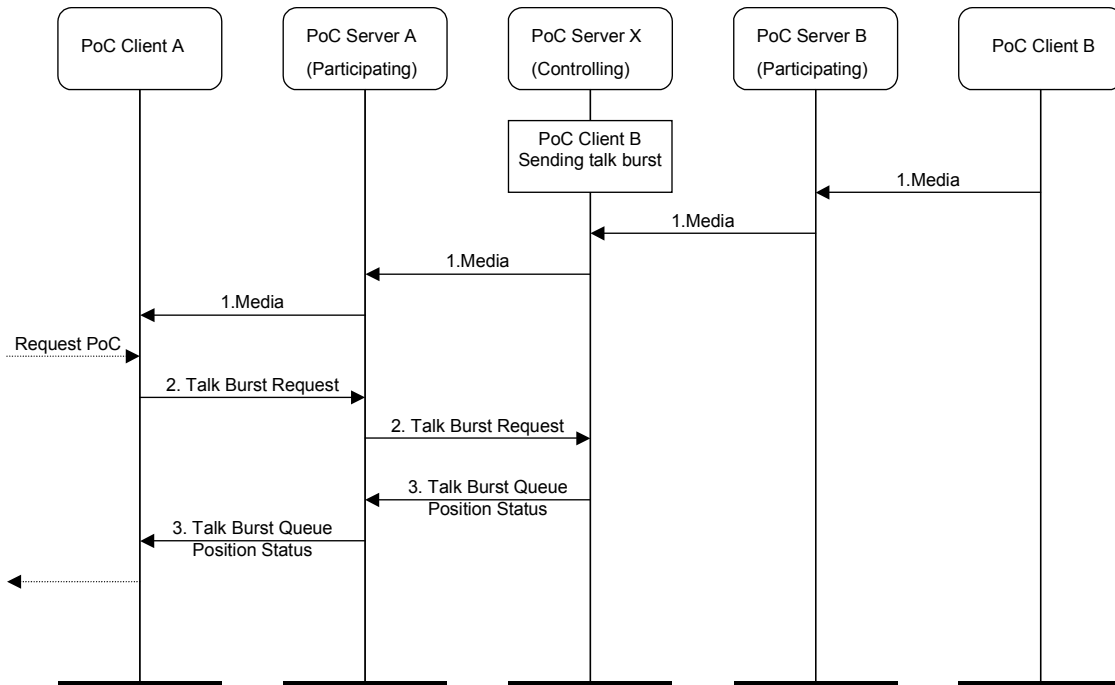 PoC Client A
PoC Server A
(Participating)
PoC Server X
(Controlling)
PoC Server B
(Participating)
PoC Client B
PoC Client B
Sending talk burst
1.Media
1.Media
1.Media
1.Media
Request PoC
2. Talk Burst Request
2. Talk Burst Request
3. Talk Burst Queue
Position Status
3. Talk Burst Queue
Position Status